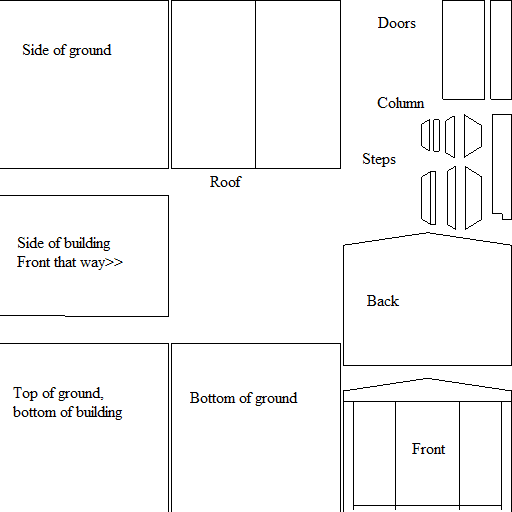 Side of ground
Doors
Column
Steps
Roof
Side of building
Front that way>>
Back
Top of ground,
bottom of building
Bottom of ground
Front